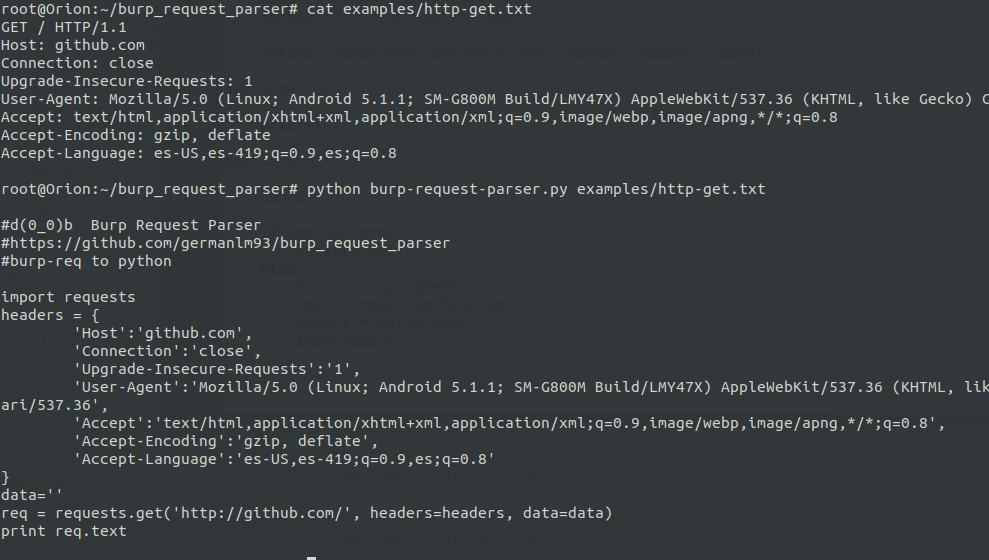 root@Orion:~/burp_request_parser# cat examples/http-get.txt
GET / HTTP/1.1
Host: github.com
Connection: close
Upgrade-Insecure-Requests: 1
User-Agent: Mozilla/5.0 (Linux; Android 5.1.1; SM-G800M Build/LMY47X) AppleWebKit/537.36 (KHTML, like Gecko) C
Accept: text/html,application/xhtml+xml,application/xml;q=0.9,image/webp,image/apng,*/*;q=0.8
Accept-Encoding: gzip, deflate
Accept-Language: es-US,es-419;q=0.9,es;q=0.8
root@Orion:~/burp_request_parser# python burp-request-parser.py examples/http-get.txt
#d(0_0)b  Burp Request Parser
#https://github.com/germanlm93/burp_request_parser
#burp-req to python
import requests
headers = {
        'Host':'github.com',
        'Connection':'close',
        'Upgrade-Insecure-Requests':'1',
        'User-Agent':'Mozilla/5.0 (Linux; Android 5.1.1; SM-G800M Build/LMY47X) AppleWebKit/537.36 (KHTML, lik
ari/537.36',
        'Accept':'text/html,application/xhtml+xml,application/xml;q=0.9,image/webp,image/apng,*/*;q=0.8',
        'Accept-Encoding':'gzip, deflate',
        'Accept-Language':'es-US,es-419;q=0.9,es;q=0.8'
}
data=''
req = requests.get('http://github.com/', headers=headers, data=data)
print req.text